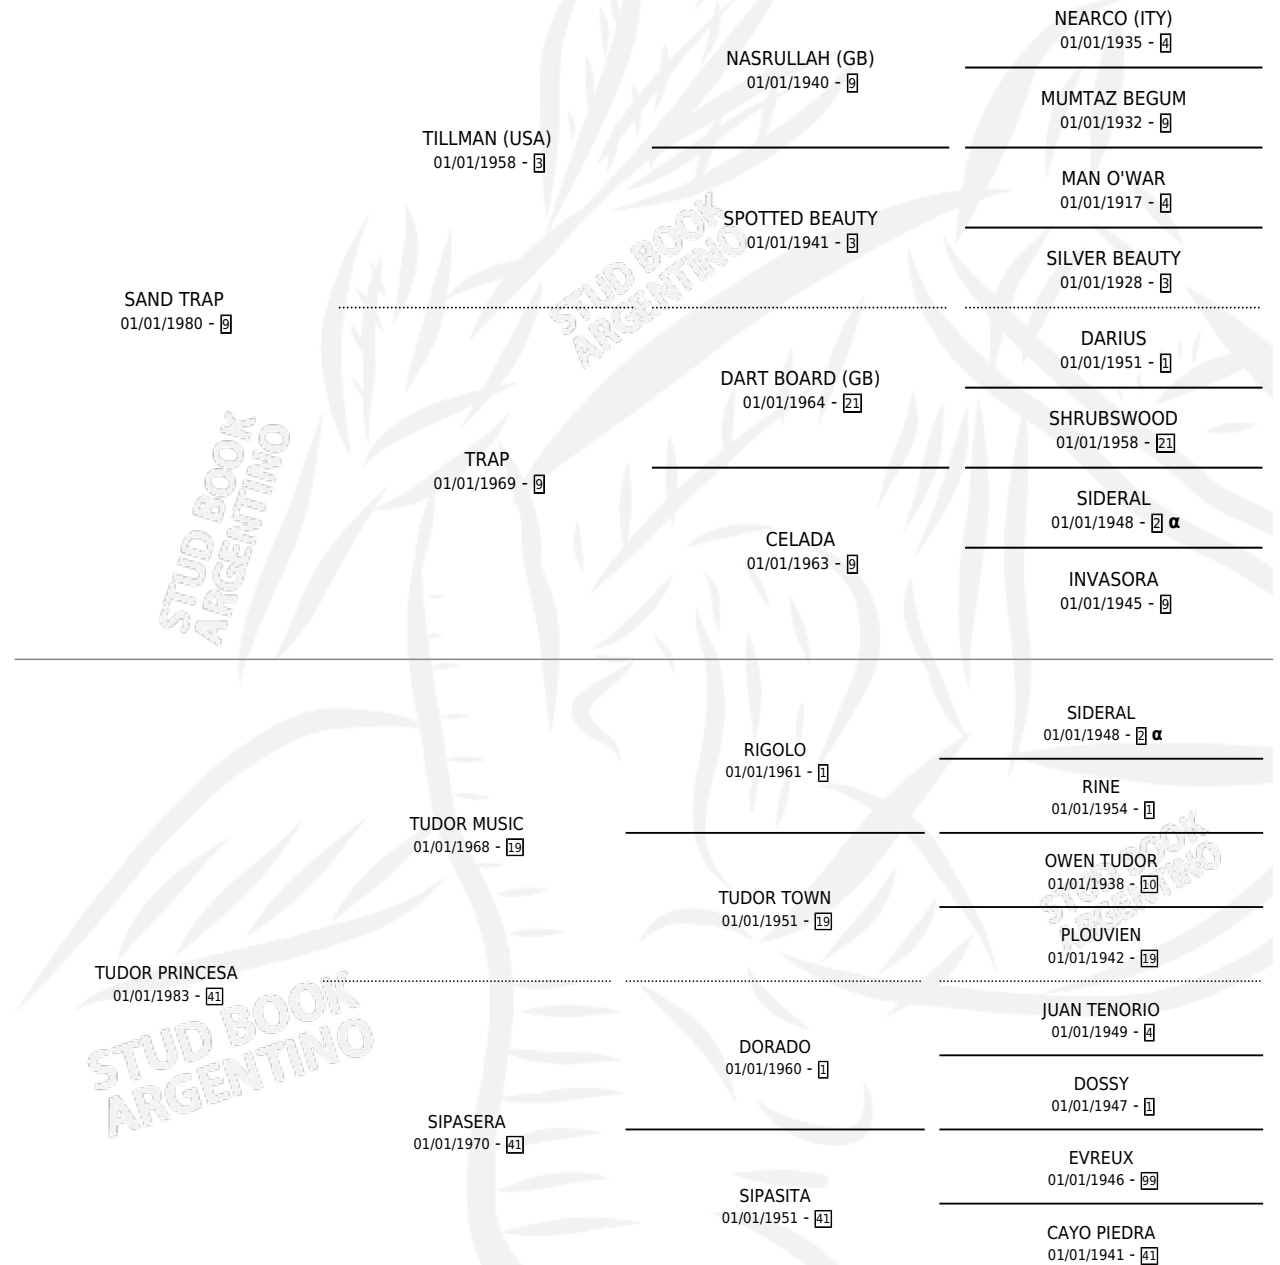 NEARCO (ITY)
01/01/1935 - 4
NASRULLAH (GB)
01/01/1940 - 9
MUMTAZ BEGUM
01/01/1932 - 9
TILLMAN (USA)
01/01/1958 - 3
MAN O'WAR
01/01/1917 - 4
SPOTTED BEAUTY
01/01/1941 - 3
SILVER BEAUTY
01/01/1928 - 3
SAND TRAP
01/01/1980 - 9
DARIUS
01/01/1951 - 1
DART BOARD (GB)
01/01/1964 - 21
SHRUBSWOOD
01/01/1958 - 21
TRAP
01/01/1969 - 9
SIDERAL
01/01/1948 - 2 α
CELADA
01/01/1963 - 9
INVASORA
01/01/1945 - 9
SIDERAL
01/01/1948 - 2 α
RIGOLO
01/01/1961 - 1
RINE
01/01/1954 - 1
TUDOR MUSIC
01/01/1968 - 19
OWEN TUDOR
01/01/1938 - 10
TUDOR TOWN
01/01/1951 - 19
PLOUVIEN
01/01/1942 - 19
TUDOR PRINCESA
01/01/1983 - 41
JUAN TENORIO
01/01/1949 - 4
DORADO
01/01/1960 - 1
DOSSY
01/01/1947 - 1
SIPASERA
01/01/1970 - 41
EVREUX
01/01/1946 - 99
SIPASITA
01/01/1951 - 41
CAYO PIEDRA
01/01/1941 - 41
STUD BOOK
ARGENTINO
STUD BOOK
ARGENTINO
STUD BOOK
ARGENTINO
STUD BOOK
ARGENTINO